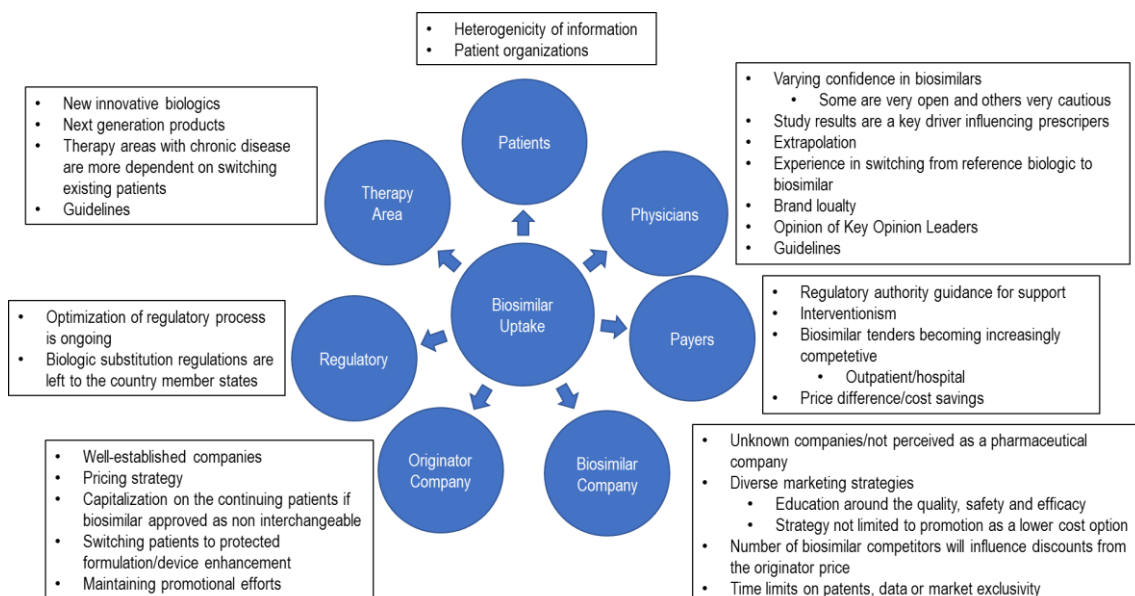 • Heterogenicity of information
• Patient organizations
• New innovative biologics
• Next generation products
• Therapy areas with chronic disease
are more dependent on switching
existing patients
• Guidelines
• Varying confidence in biosimilars
• Some are very open and others very cautious
• Study results are a key driver influencing prescripers
• Extrapolation
• Experience in switching from reference biologic to
biosimilar
• Brand loualty
• Opinion of Key Opinion Leaders
• Guidelines
Patients
Therapy
Area
Physicians
Biosimilar
Uptake
Regulatory
Payers
Originator
Company
Biosimilar
Company
• Optimization of regulatory process
is ongoing
• Biologic substitution regulations are
left to the country member states
• Regulatory authority guidance for support
• Interventionism
• Biosimilar tenders becoming increasingly
competetive
• Outpatient/hospital
• Price difference/cost savings
• Well-established companies
• Pricing strategy
• Capitalization on the continuing patients if
biosimilar approved as non interchangeable
• Switching patients to protected
formulation/device enhancement
• Maintaining promotional efforts
• Unknown companies/not perceived as a pharmaceutical
company
• Diverse marketing strategies
• Education around the quality, safety and efficacy
• Strategy not limited to promotion as a lower cost option
• Number of biosimilar competitors will influence discounts from
the originator price
• Time limits on patents, data or market exclusivity